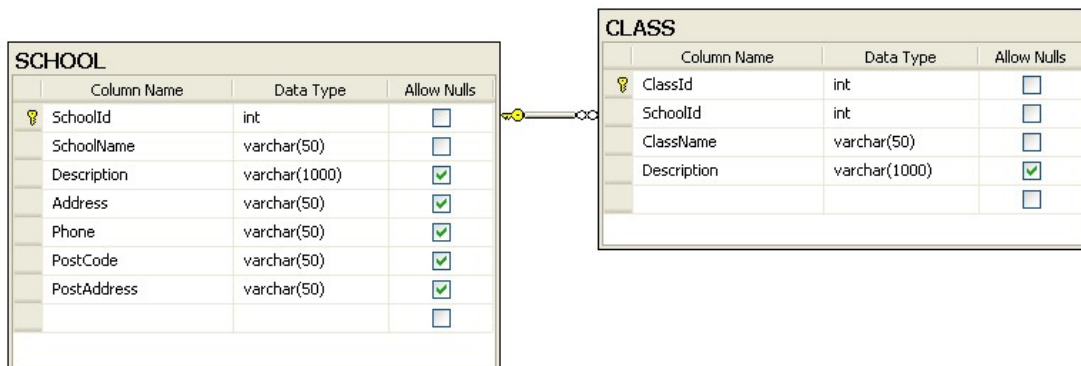 SCHOOL
Column Name Data Type Allow Nulls
SchoolId int
SchoolName varchar(50)
Description varchar(1000)
Address varchar(50)
Phone varchar(50)
PostCode varchar(50)
PostAddress varchar(50)
CLASS
Column Name Data Type Allow Nulls
ClassId int
SchoolId int
ClassName varchar(50)
Description varchar(1000)